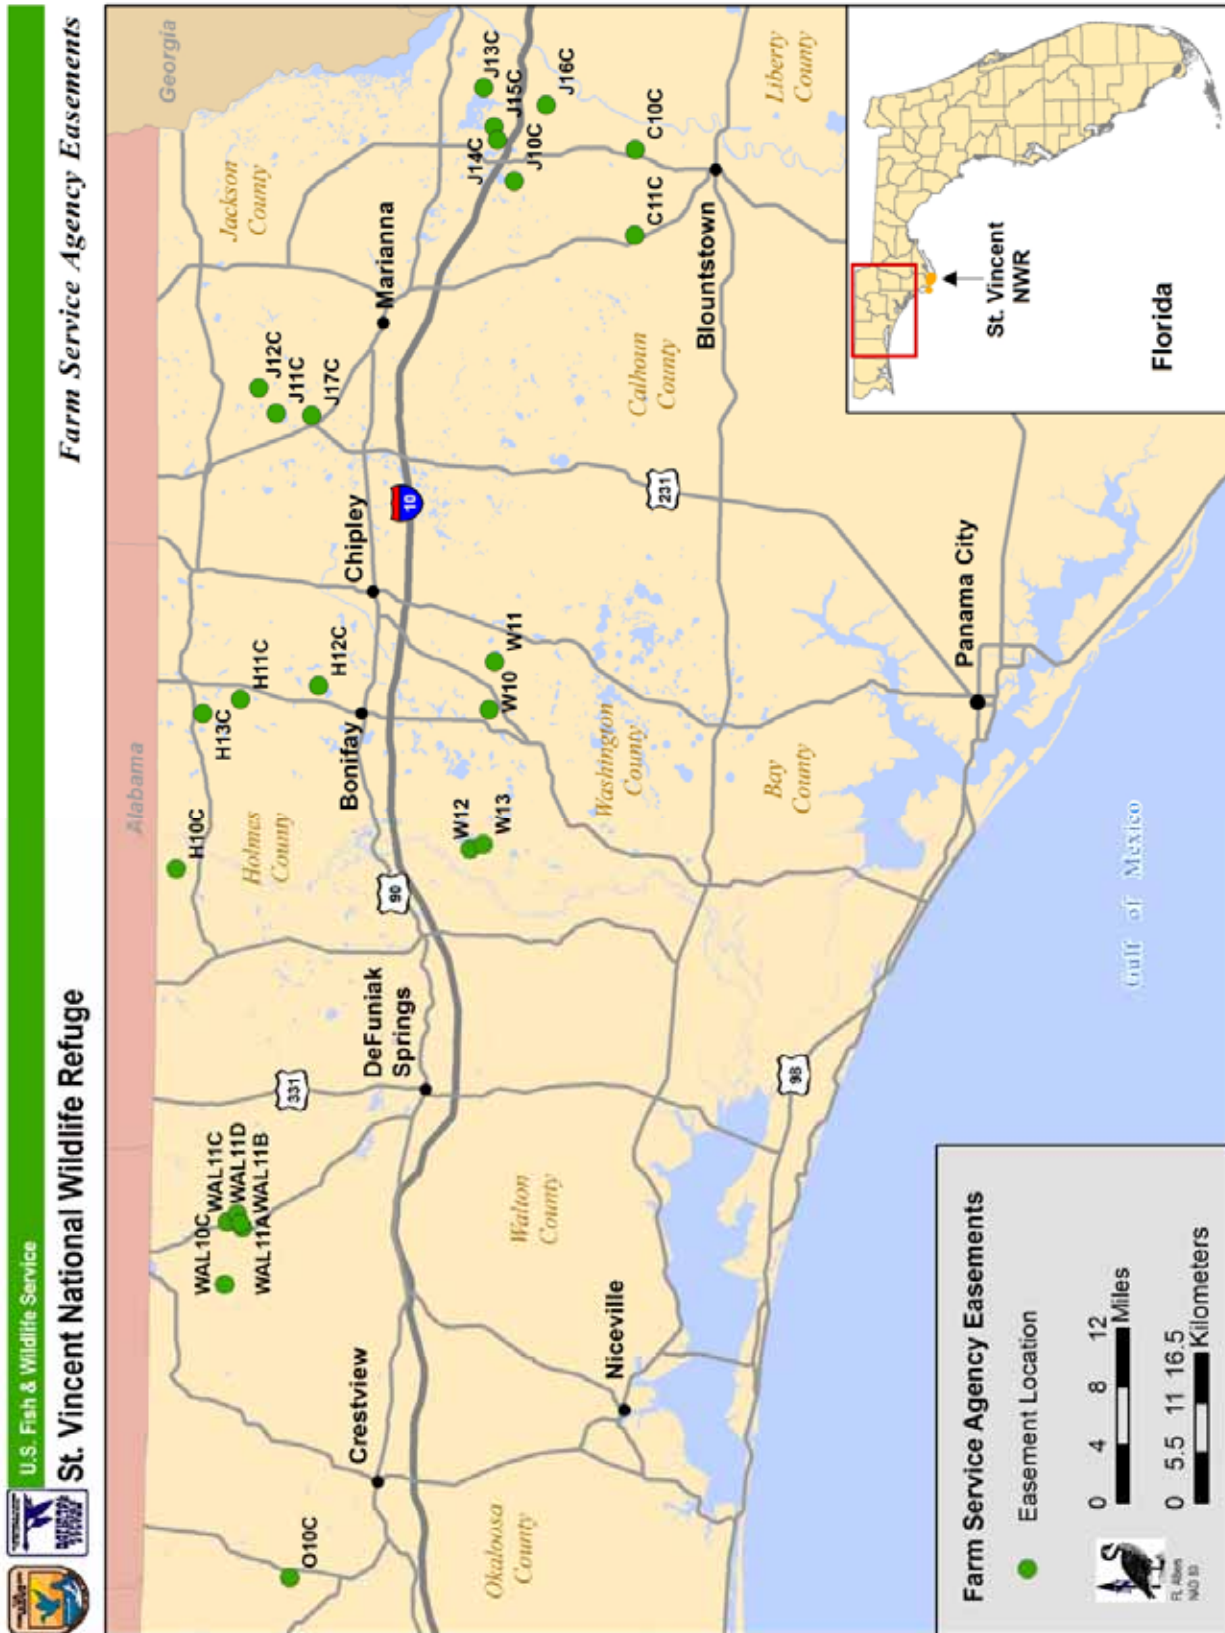 U.S. Fish & Wildlife Service
St. Vincent National Wildlife Refuge
Farm Service Agency Easements
Alabama
Georgia
O10C
Crestview
Okaloosa
County
Niceville
WAL10C
WAL11C
WAL11D
WAL11A
WAL11B
331
DeFuniak
Springs
Walton
County
98
H10C
Holmes
County
90
H13C
H11C
H12C
Bonifay
W12
W13
W10
W11
Washington
County
Bay
County
Chipley
10
231
Panama City
J12C
J11C
J17C
Marianna
Jackson
County
J14C
J13C
J15C
J10C
J16C
C11C
C10C
Calhoun
County
Blountstown
Liberty
County
Gulf of Mexico
Farm Service Agency Easements
Easement Location
0 4 8 12
Miles
0 5.5 11 16.5
Kilometers
NAD 83
St. Vincent
NWR
Florida